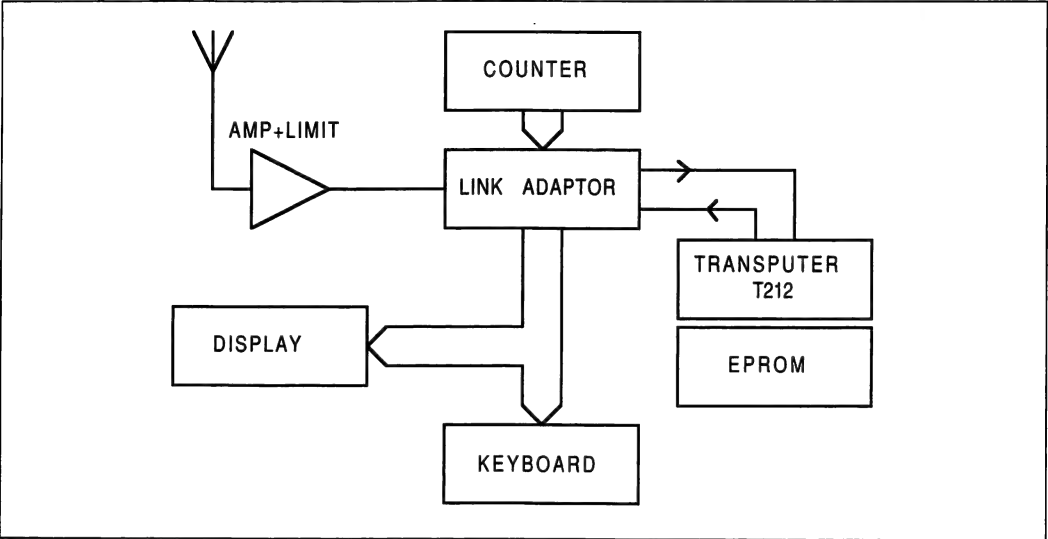 COUNTER
AMP+LIMIT
LINK ADAPTOR
TRANSPUTER
T212
DISPLAY
EPROM
KEYBOARD